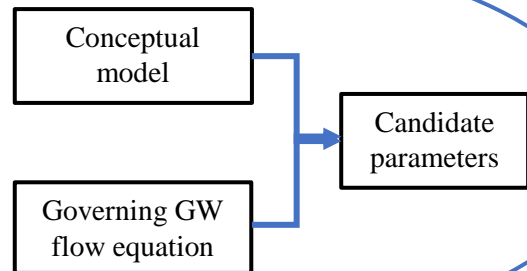 Conceptual
model
Candidate
parameters
Governing GW
flow equation